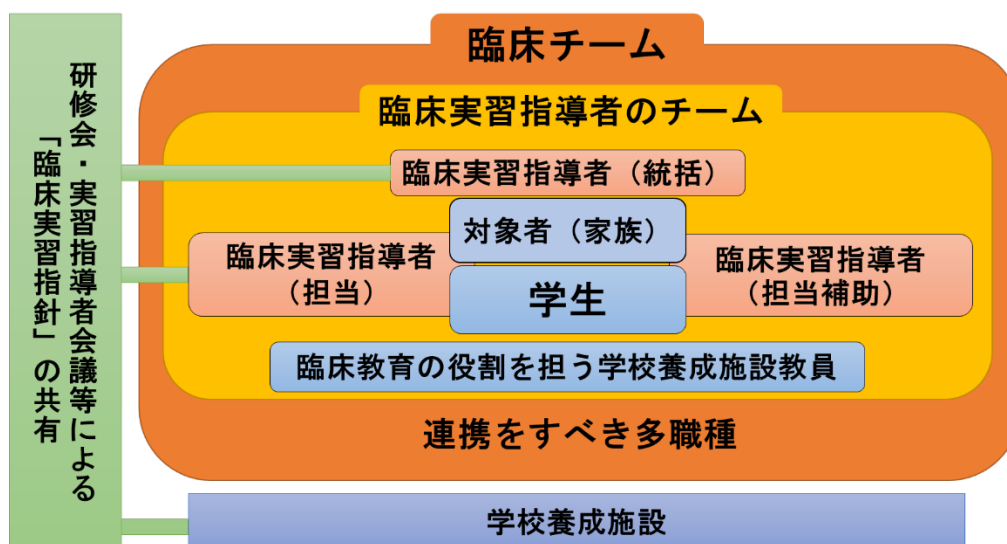 研修会・実習指導者会議等による
「臨床実習指針」の共有
臨床チーム
臨床実習指導者のチーム
臨床実習指導者（統括）
対象者（家族）
臨床実習指導者
（担当）
学生
臨床実習指導者
（担当補助）
臨床教育の役割を担う学校養成施設教員
連携をすべき多職種
学校養成施設